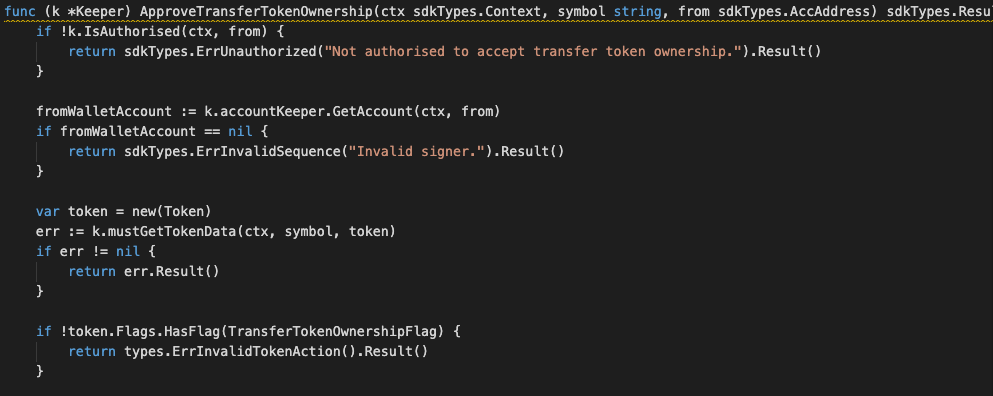 func (k *Keeper) ApproveTransferTokenOwnership(ctx sdkTypes.Context, symbol string, from sdkTypes.AccAddress)
if !k.IsAuthorised(ctx, from) {
return sdkTypes.ErrUnauthorized("Not authorised to accept transfer token ownership.").Result()
}
fromWalletAccount := k.accountKeeper.GetAccount(ctx, from)
if fromWalletAccount == nil {
return sdkTypes.ErrInvalidSequence("Invalid signer.").Result()
}
var token = new(Token)
err := k.mustGetTokenData(ctx, symbol, token)
if err != nil {
return err.Result()
}
if !token.Flags.HasFlag(TransferTokenOwnershipFlag) {
return types.ErrInvalidTokenAction().Result()
}